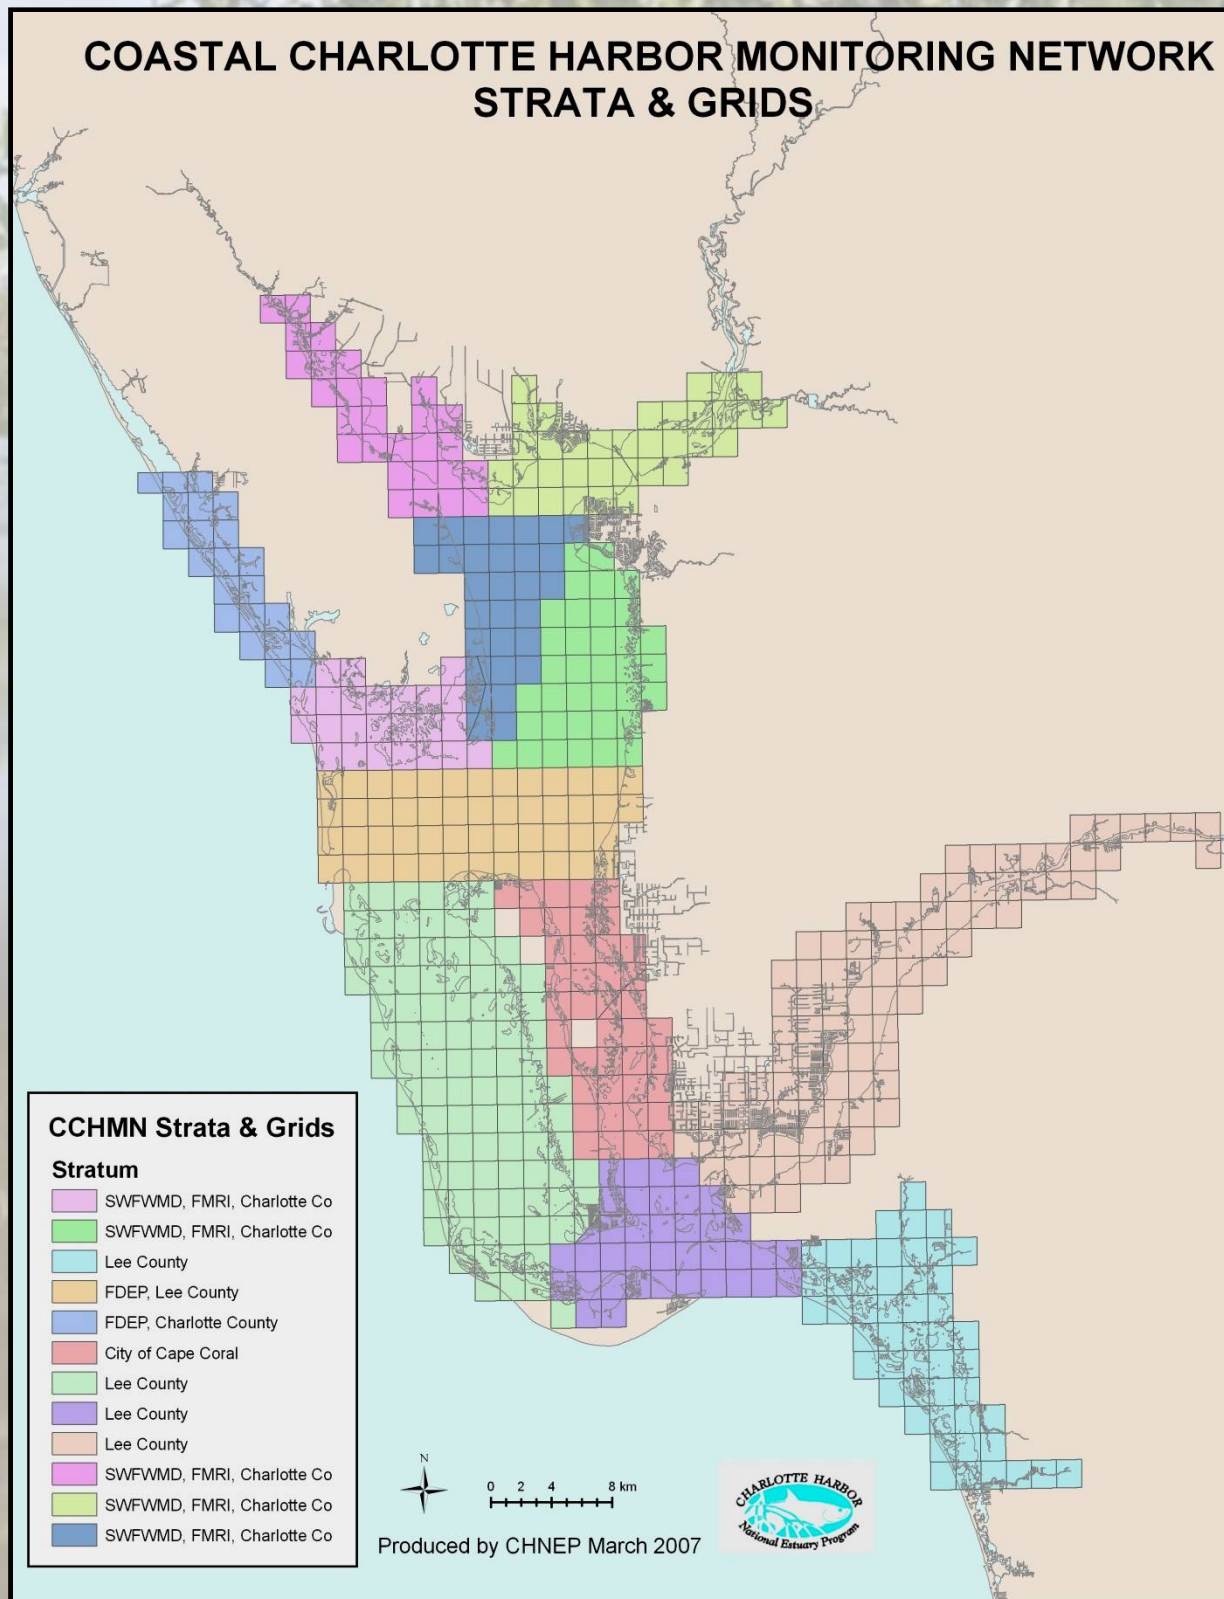 COASTAL CHARLOTTE HARBOR MONITORING NETWORK
STRATA & GRIDS
CCHMN Strata & Grids
Stratum
SWFWMD, FMRI, Charlotte Co
SWFWMD, FMRI, Charlotte Co
Lee County
FDEP, Lee County
FDEP, Charlotte County
City of Cape Coral
Lee County
Lee County
Lee County
SWFWMD, FMRI, Charlotte Co
SWFWMD, FMRI, Charlotte Co
SWFWMD, FMRI, Charlotte Co
N
0 2 4 8 km
Produced by CHNEP March 2007
CHARLOTTE HARBOR
National Estuary Program